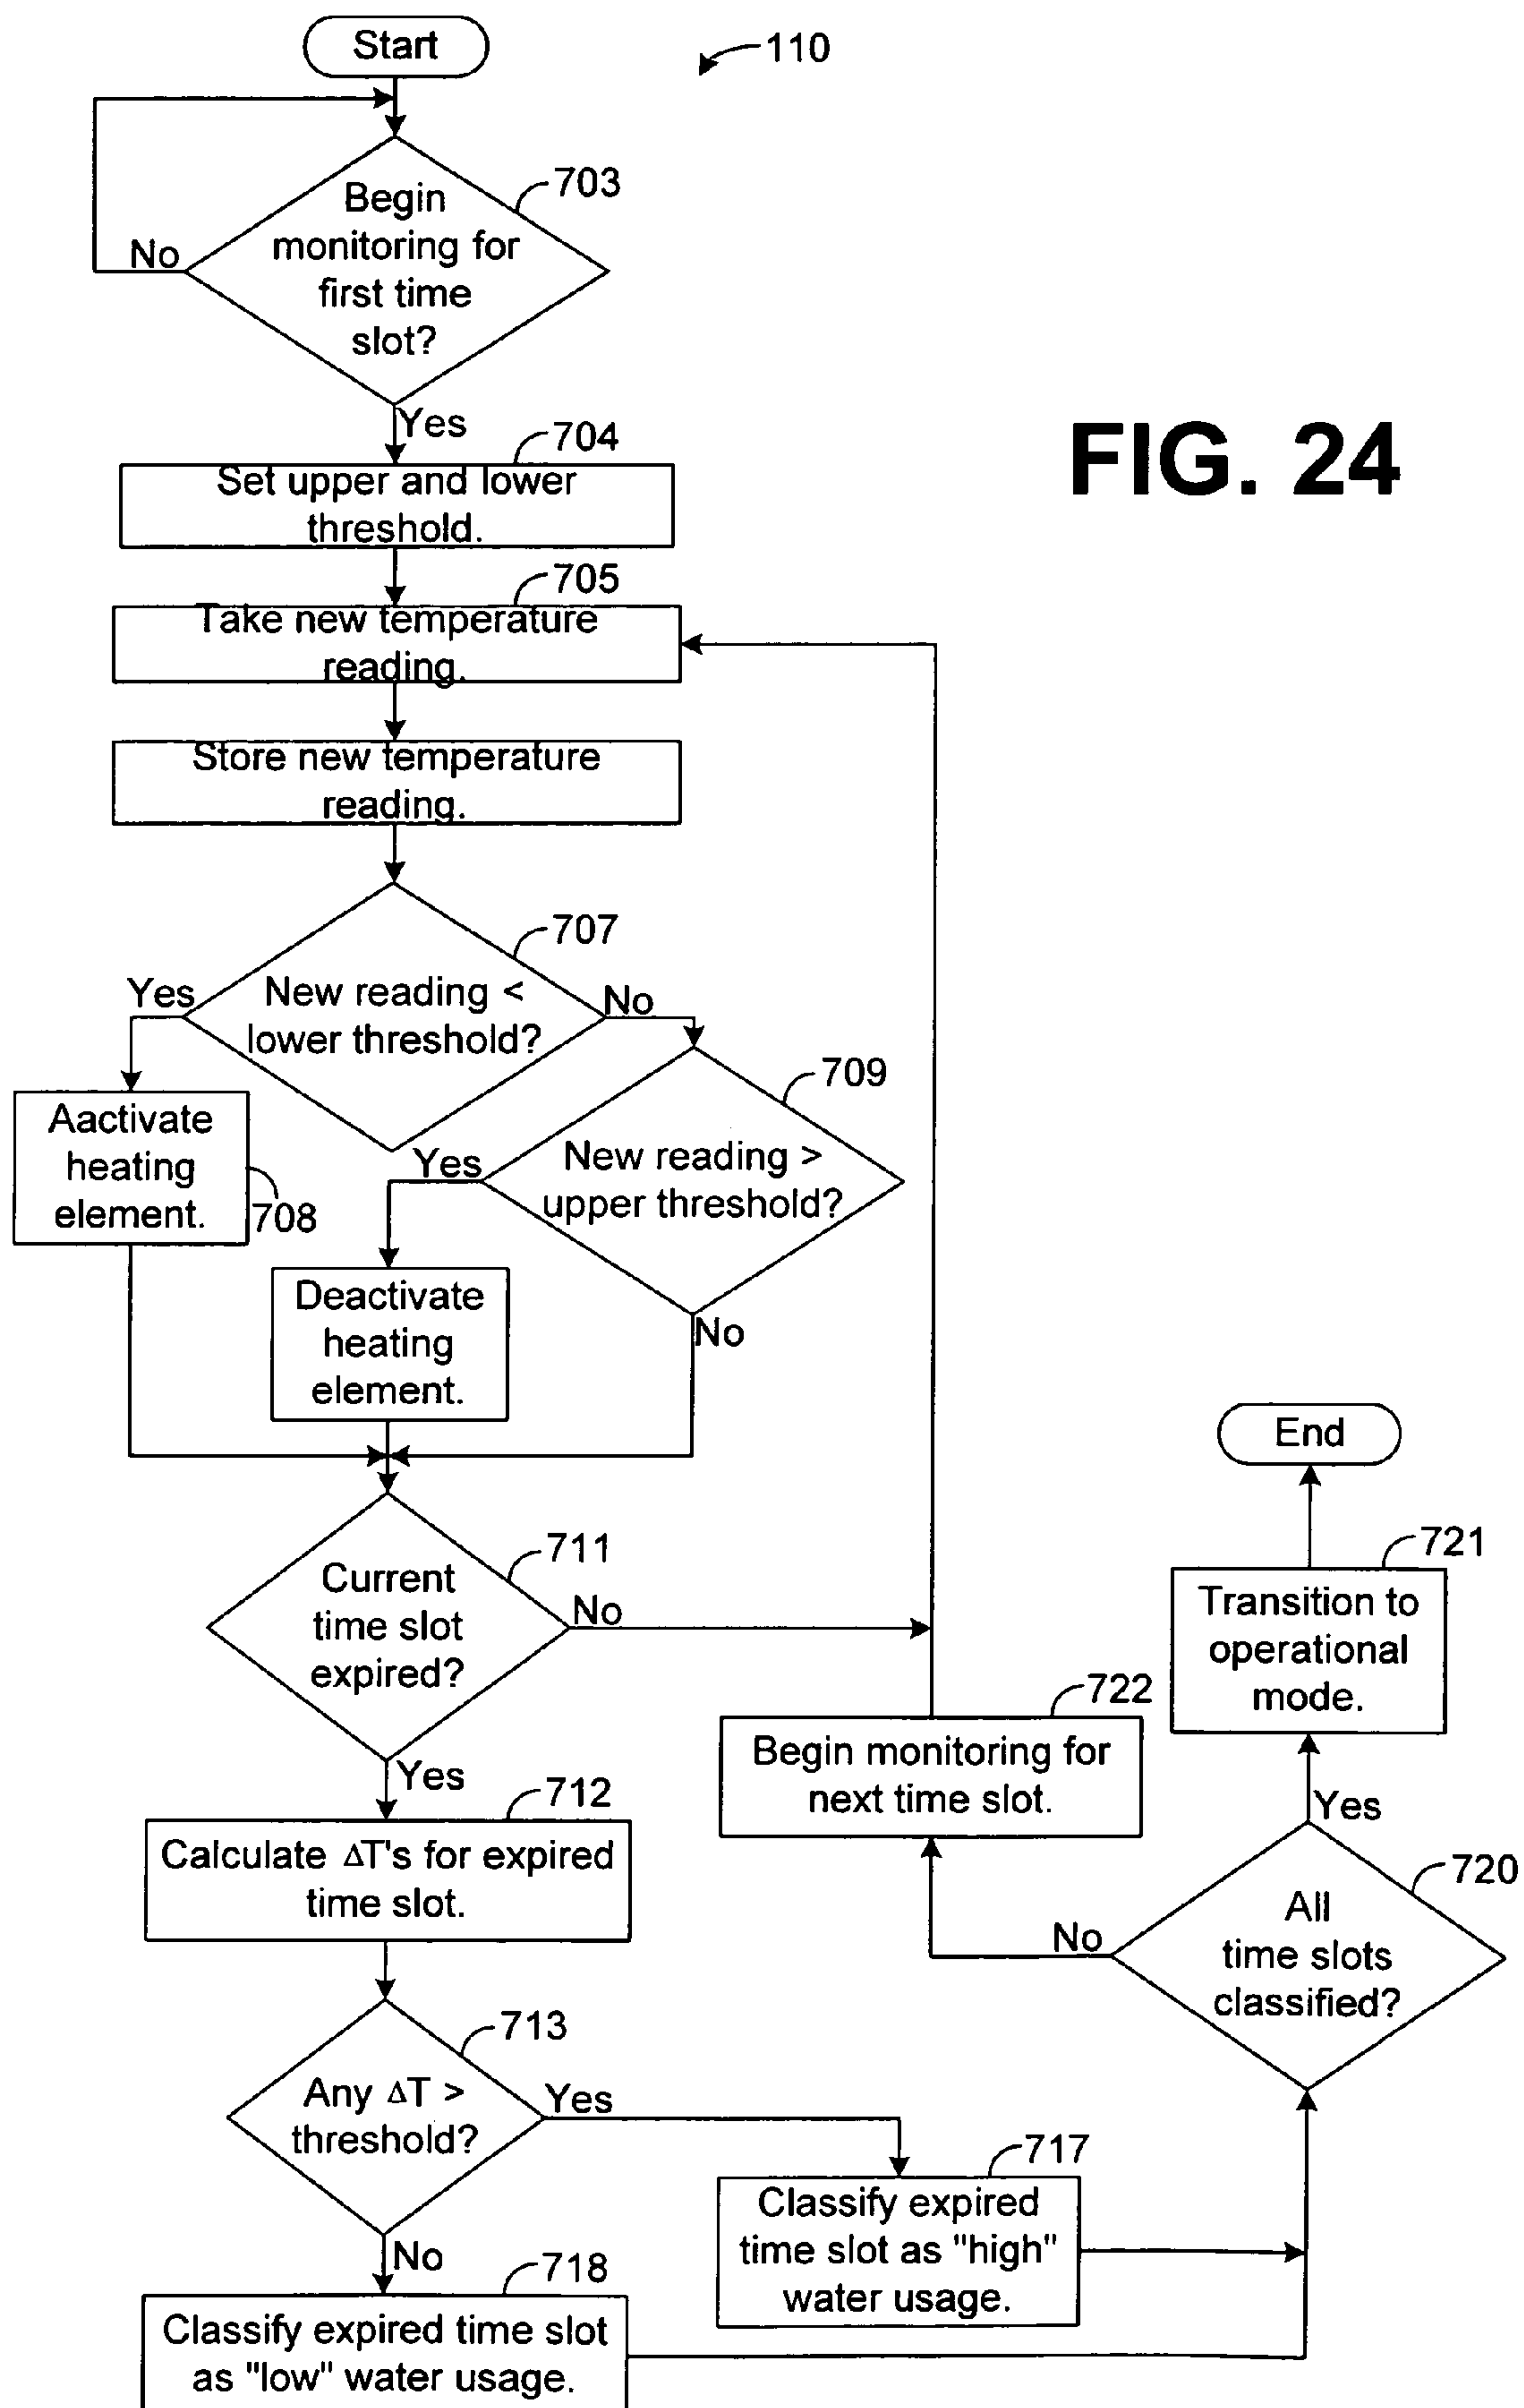 Start
110
703
Begin
monitoring for
first time
slot?
No
Yes
FIG. 24
704
Set upper and lower
threshold.
705
Take new temperature
reading.
Store new temperature
reading.
707
New reading <
lower threshold?
Yes
No
709
New reading >
upper threshold?
Aactivate
heating
element.
708
Yes
Deactivate
heating
element.
No
End
711
Current
time slot
expired?
No
721
Transition to
operational
mode.
722
Begin monitoring for
next time slot.
Yes
712
Calculate ΔT's for expired
time slot.
Yes
720
All
time slots
classified?
No
713
Any ΔT >
threshold?
Yes
717
Classify expired
time slot as "high"
water usage.
No
718
Classify expired time slot
as "low" water usage.